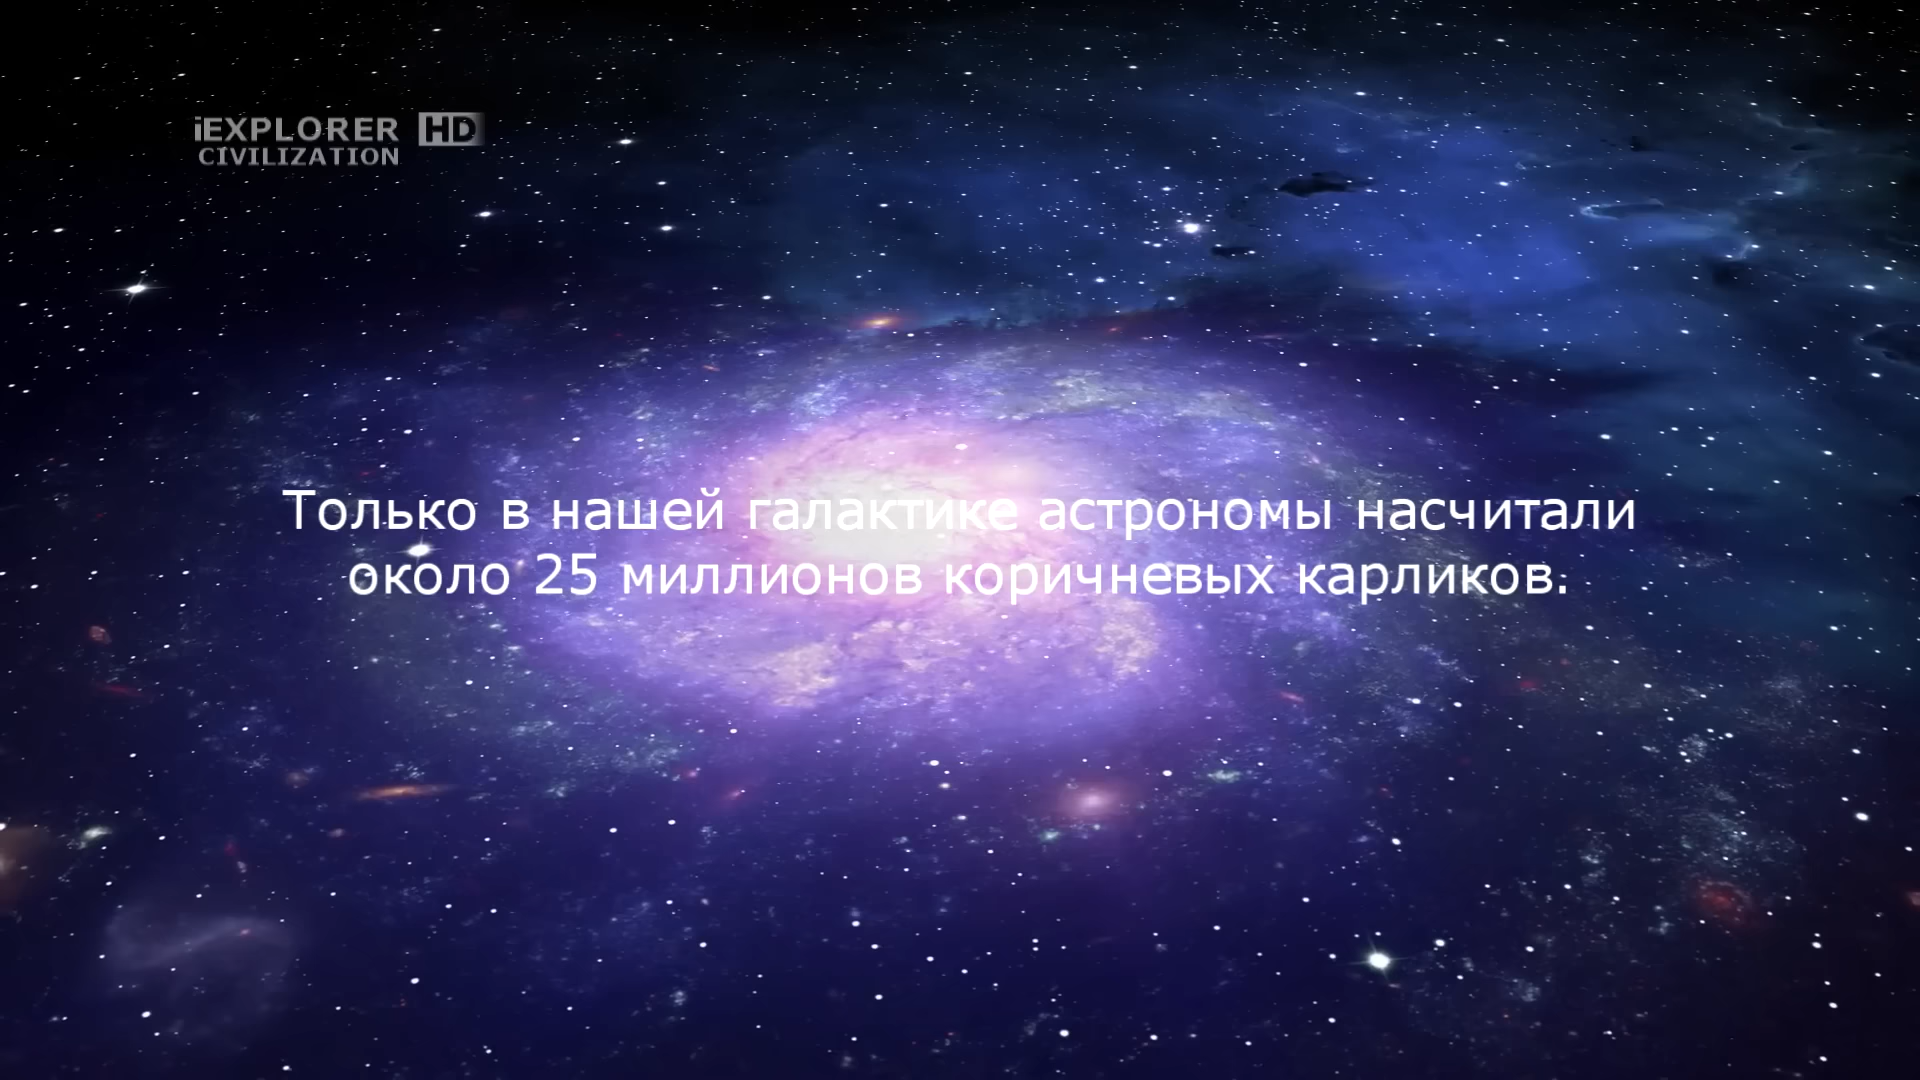 iEXPLORER HD
CIVILIZATION
Только в нашей галактике астрономы насчитали
около 25 миллионов коричневых карликов.